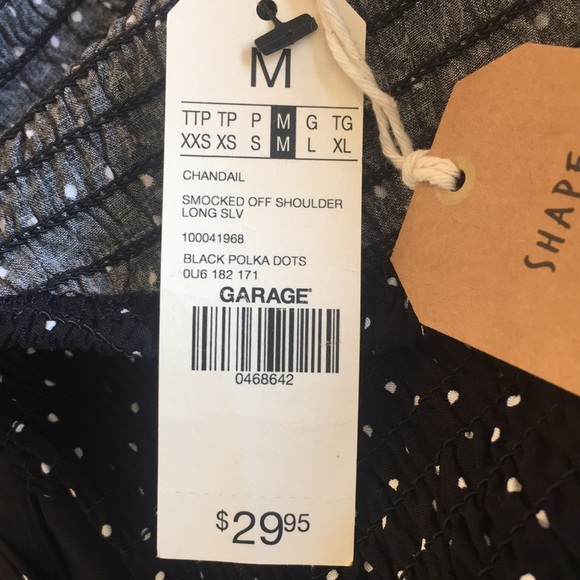 M
TTP TP P M G TG
XXS XS S M L XL
CHANDAIL
SMOCKED OFF SHOULDER
LONG SLV
100041968
BLACK POLKA DOTS
0U6 182 171
GARAGE®
0468642
$29.95
SHAPE